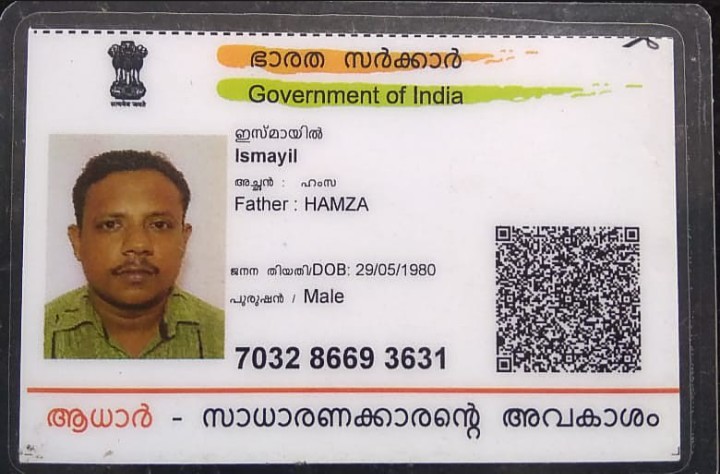 ഭാരത സർക്കാർ
Government of India
ഇസ്മായിൽ
Ismayil
അച്ഛൻ : ഹംസ
Father : HAMZA
ജനന തിയതി/DOB: 29/05/1980
പുരുഷൻ / Male
7032 8669 3631
ആധാർ - സാധാരണക്കാരന്റെ അവകാശം